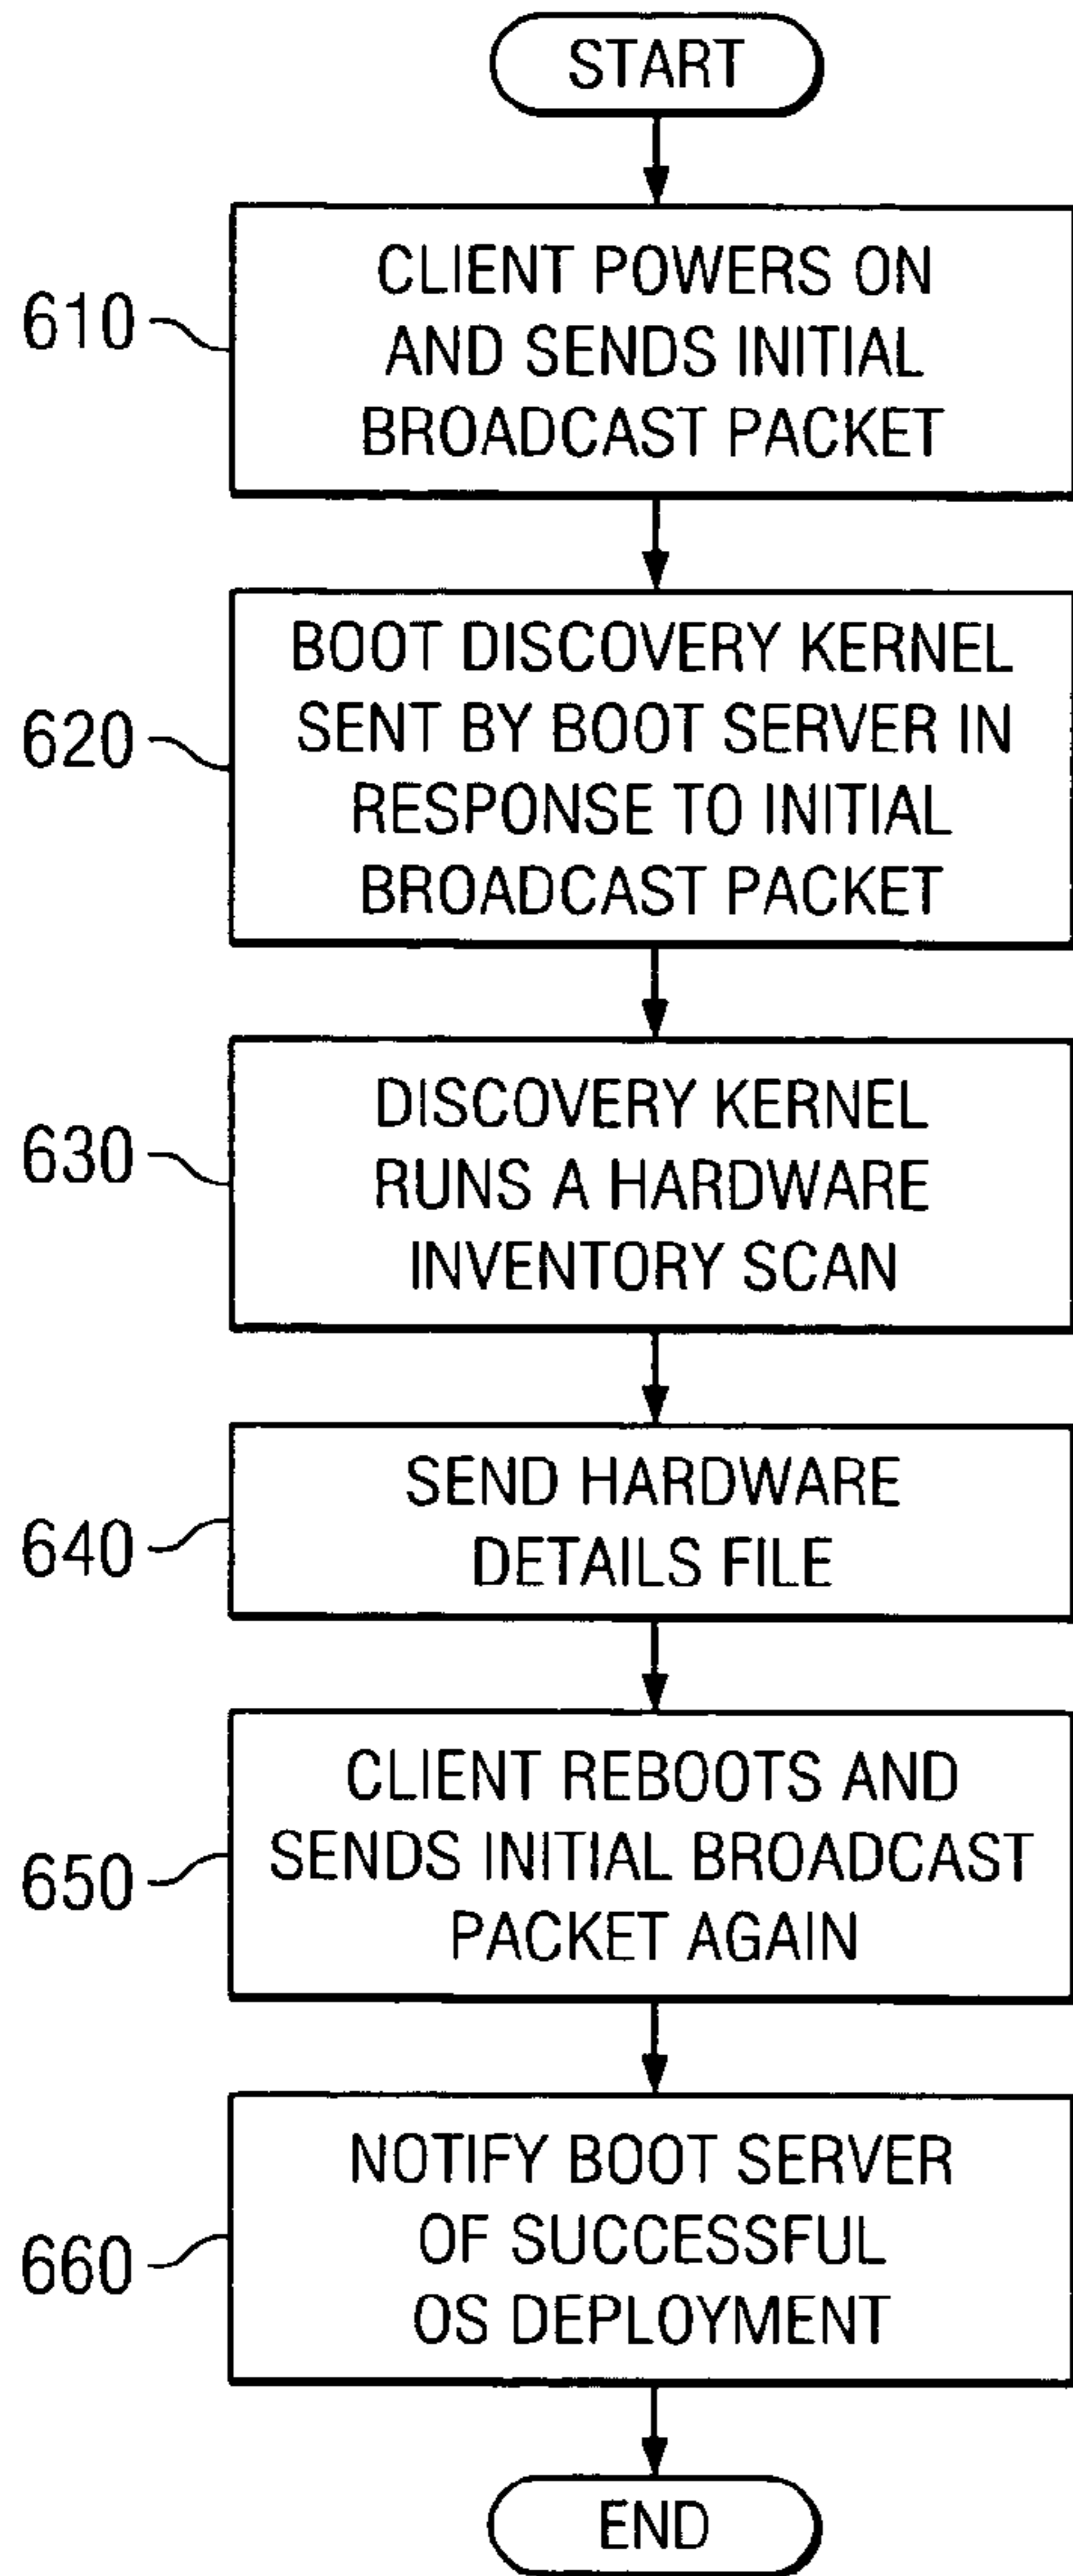 START
610
CLIENT POWERS ON
AND SENDS INITIAL
BROADCAST PACKET
620
BOOT DISCOVERY KERNEL
SENT BY BOOT SERVER IN
RESPONSE TO INITIAL
BROADCAST PACKET
630
DISCOVERY KERNEL
RUNS A HARDWARE
INVENTORY SCAN
640
SEND HARDWARE
DETAILS FILE
650
CLIENT REBOOTS AND
SENDS INITIAL BROADCAST
PACKET AGAIN
660
NOTIFY BOOT SERVER
OF SUCCESSFUL
OS DEPLOYMENT
END